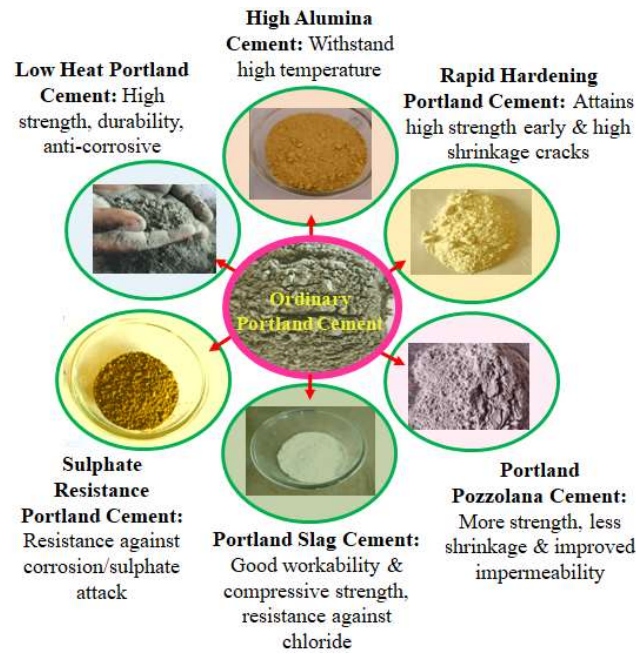 High Alumina
Cement: Withstand
high temperature
Low Heat Portland
Cement: High
strength, durability,
anti-corrosive
Rapid Hardening
Portland Cement: Attains
high strength early & high
shrinkage cracks
Ordinary
Portland Cement
Sulphate
Resistance
Portland Cement:
Resistance against
corrosion/sulphate
attack
Portland Slag Cement:
Good workability &
compressive strength,
resistance against
chloride
Portland
Pozzolana Cement:
More strength, less
shrinkage & improved
impermeability